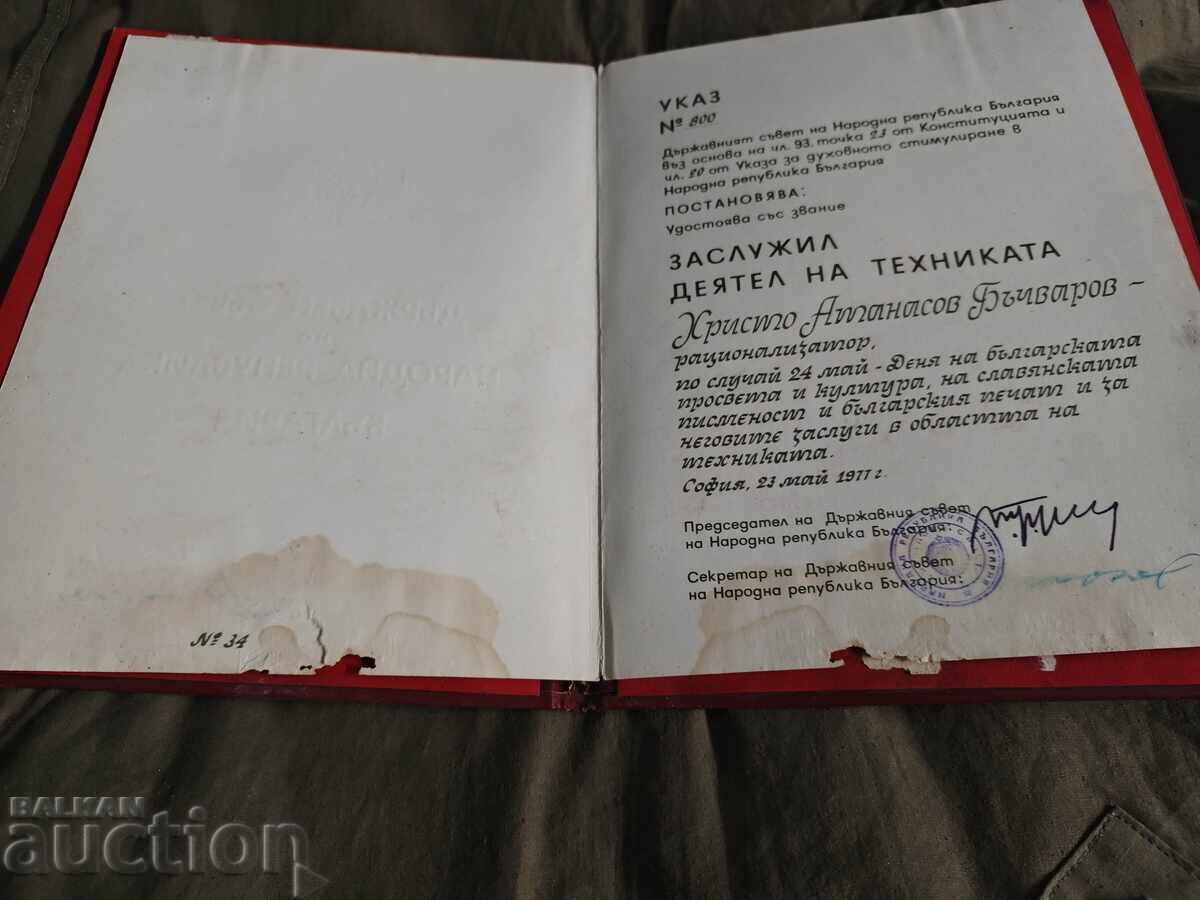 № 34
УКАЗ
№ 800
Държавният съвет на Народна република България
въз основа на чл. 93, точка 23 от Конституцията и
чл. 20 от Указа за духовното стимулиране в
Народна република България
ПОСТАНОВЯВА:
Удостоява със звание
ЗАСЛУЖИЛ
ДЕЯТЕЛ НА ТЕХНИКАТА
Христо Атанасов Бъчваров –
рационализатор,
по случай 24 май - Деня на българската
просвета и култура, на славянската
писменост и българския печат и за
неговите заслуги в областта на
техниката.
София, 23 май 1977 г.
Председател на Държавния съвет
на Народна република България:
Секретар на Държавния съвет
на Народна република България:
BALKAN
auction